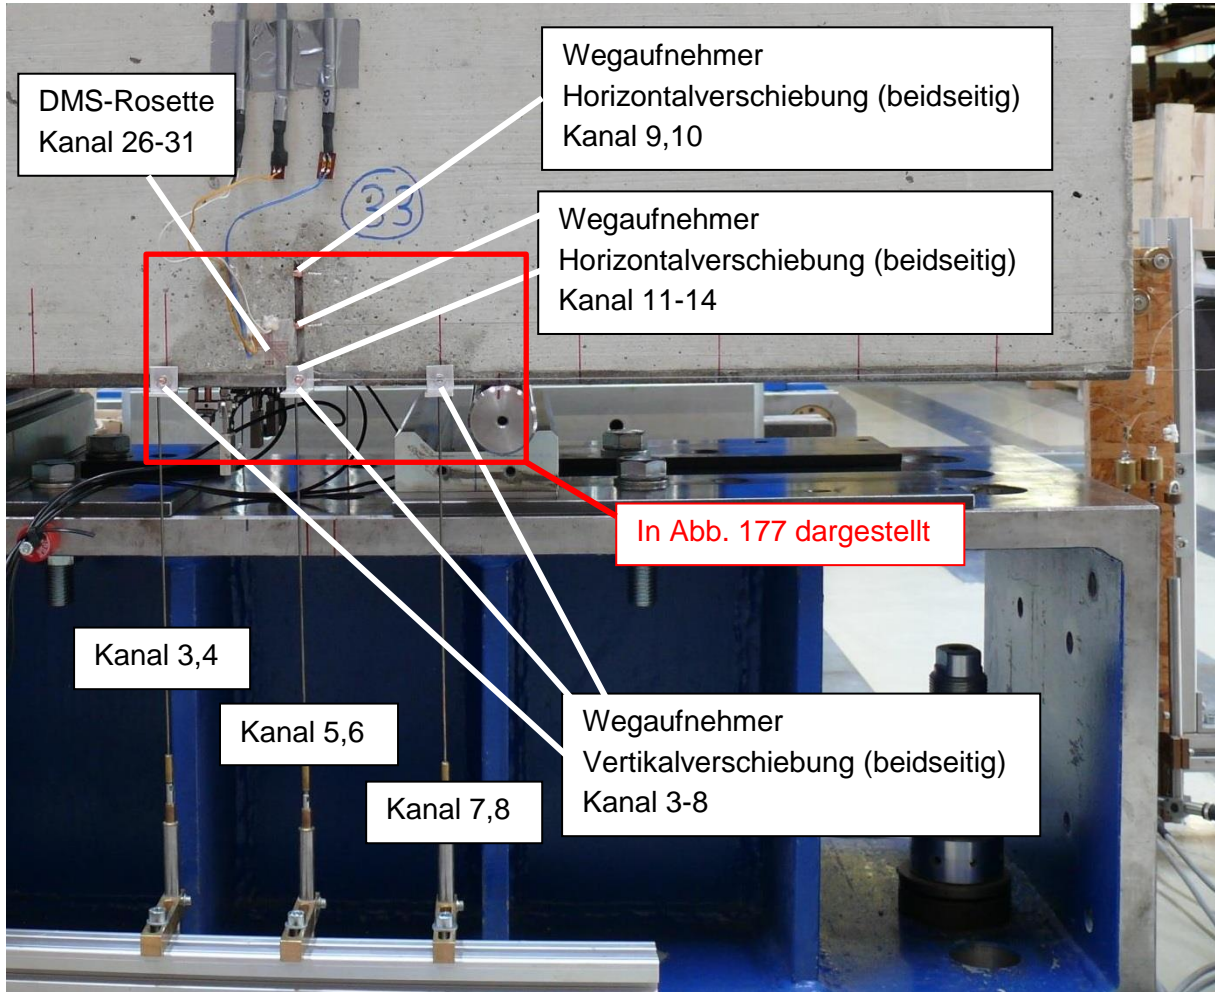 Wegaufnehmer
Horizontalverschiebung (beidseitig)
Kanal 9,10
DMS-Rosette
Kanal 26-31
33
Wegaufnehmer
Horizontalverschiebung (beidseitig)
Kanal 11-14
In Abb. 177 dargestellt
Kanal 3,4
Kanal 5,6
Kanal 7,8
Wegaufnehmer
Vertikalverschiebung (beidseitig)
Kanal 3-8